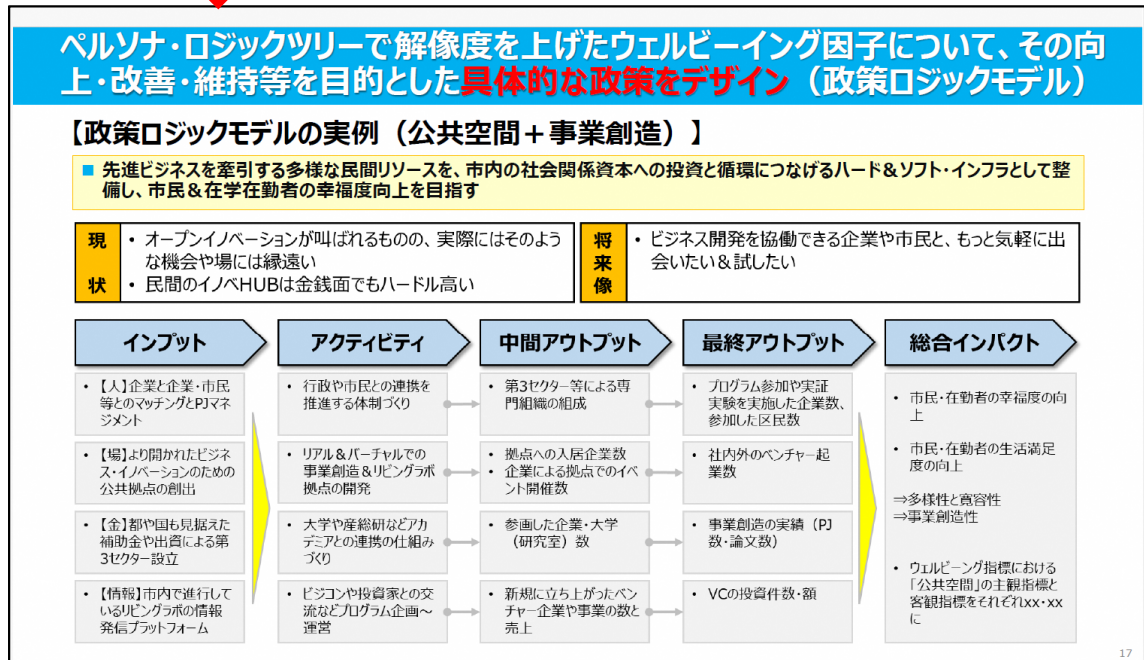 ペルソナ・ロジックツリーで解像度を上げたウェルビーイング因子について、その向
上・改善・維持等を目的とした具体的な政策をデザイン（政策ロジックモデル）
【政策ロジックモデルの実例（公共空間＋事業創造）】
■ 先進ビジネスを牽引する多様な民間リソースを、市内の社会関係資本への投資と循環につなげるハード＆ソフト・インフラとして整
備し、市民＆在学在勤者の幸福度向上を目指す
現
状
• オープンイノベーションが叫ばれるものの、実際にはそのよう
な機会や場には縁遠い
• 民間のイノベHUBは金銭面でもハードル高い
将
来
像
• ビジネス開発を協働できる企業や市民と、もっと気軽に出
会いたい＆試したい
インプット
アクティビティ
中間アウトプット
最終アウトプット
総合インパクト
• 【人】企業と企業・市民
等とのマッチングとPJマネ
ジメント
• 行政や市民との連携を
推進する体制づくり
• 第3セクター等による専
門組織の組成
• プログラム参加や実証
実験を実施した企業数、
参加した区民数
• 【場】より開かれたビジネ
ス・イノベーションのための
公共拠点の創出
• リアル＆バーチャルでの
事業創造＆リビングラボ
拠点の開発
• 拠点への入居企業数
• 企業による拠点でのイベ
ント開催数
• 社内外のベンチャー起
業数
• 【金】都や国も見据えた
補助金や出資による第
3セクター設立
• 大学や産総研などアカ
デミアとの連携の仕組み
づくり
• 参画した企業・大学
（研究室）数
• 事業創造の実績（PJ
数・論文数）
• 【情報】市内で進行して
いるリビングラボの情報
発信プラットフォーム
• ビジコンや投資家との交
流などプログラム企画～
運営
• 新規に立ち上がったベン
チャー企業や事業の数と
売上
• VCの投資件数・額
• 市民・在勤者の幸福度の向
上
• 市民・在勤者の生活満足
度の向上
⇒多様性と寛容性
⇒事業創造性
• ウェルビーング指標における
「公共空間」の主観指標と
客観指標をそれぞれxx・xx
に
17